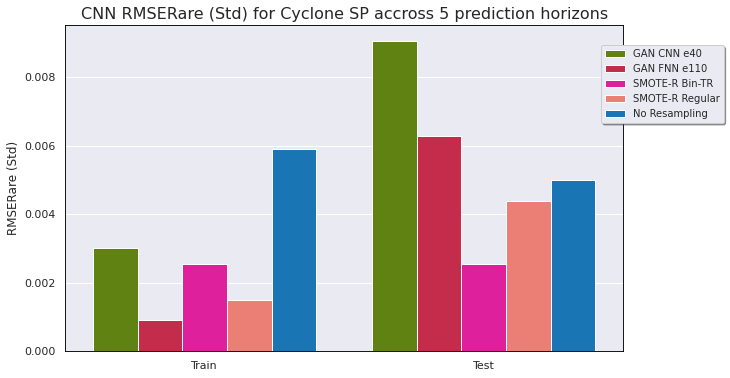 CNN RMSERare (Std) for Cyclone SP accross 5 prediction horizons
GAN CNN e40
GAN FNN e110
SMOTE-R Bin-TR
SMOTE-R Regular
No Resampling
RMSERare (Std)
0.008
0.006
0.004
0.002
0.000
Train
Test